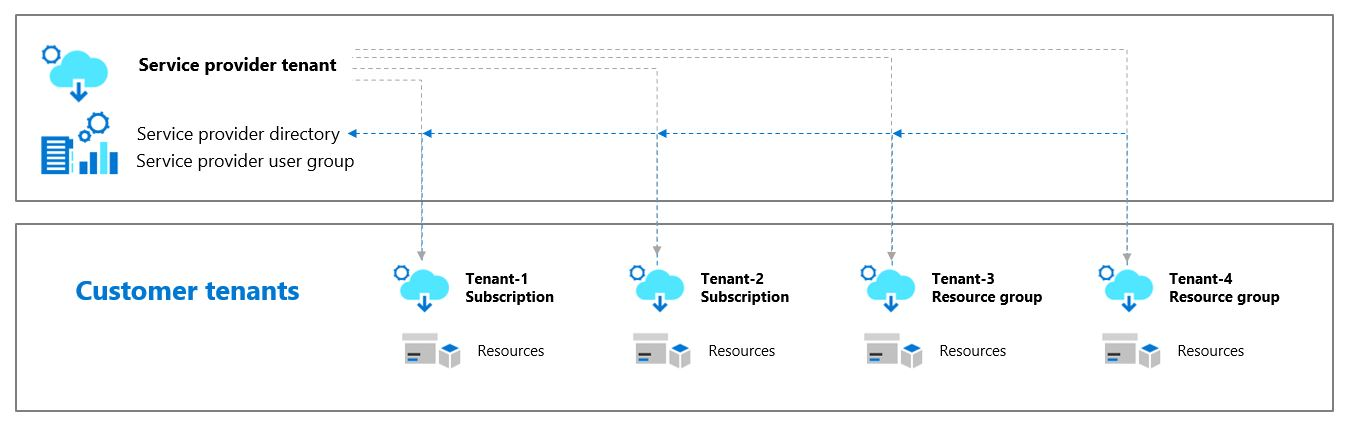 Service provider tenant
Service provider directory
Service provider user group
Customer tenants
Tenant-1
Subscription
Resources
Tenant-2
Subscription
Resources
Tenant-3
Resource group
Resources
Tenant-4
Resource group
Resources